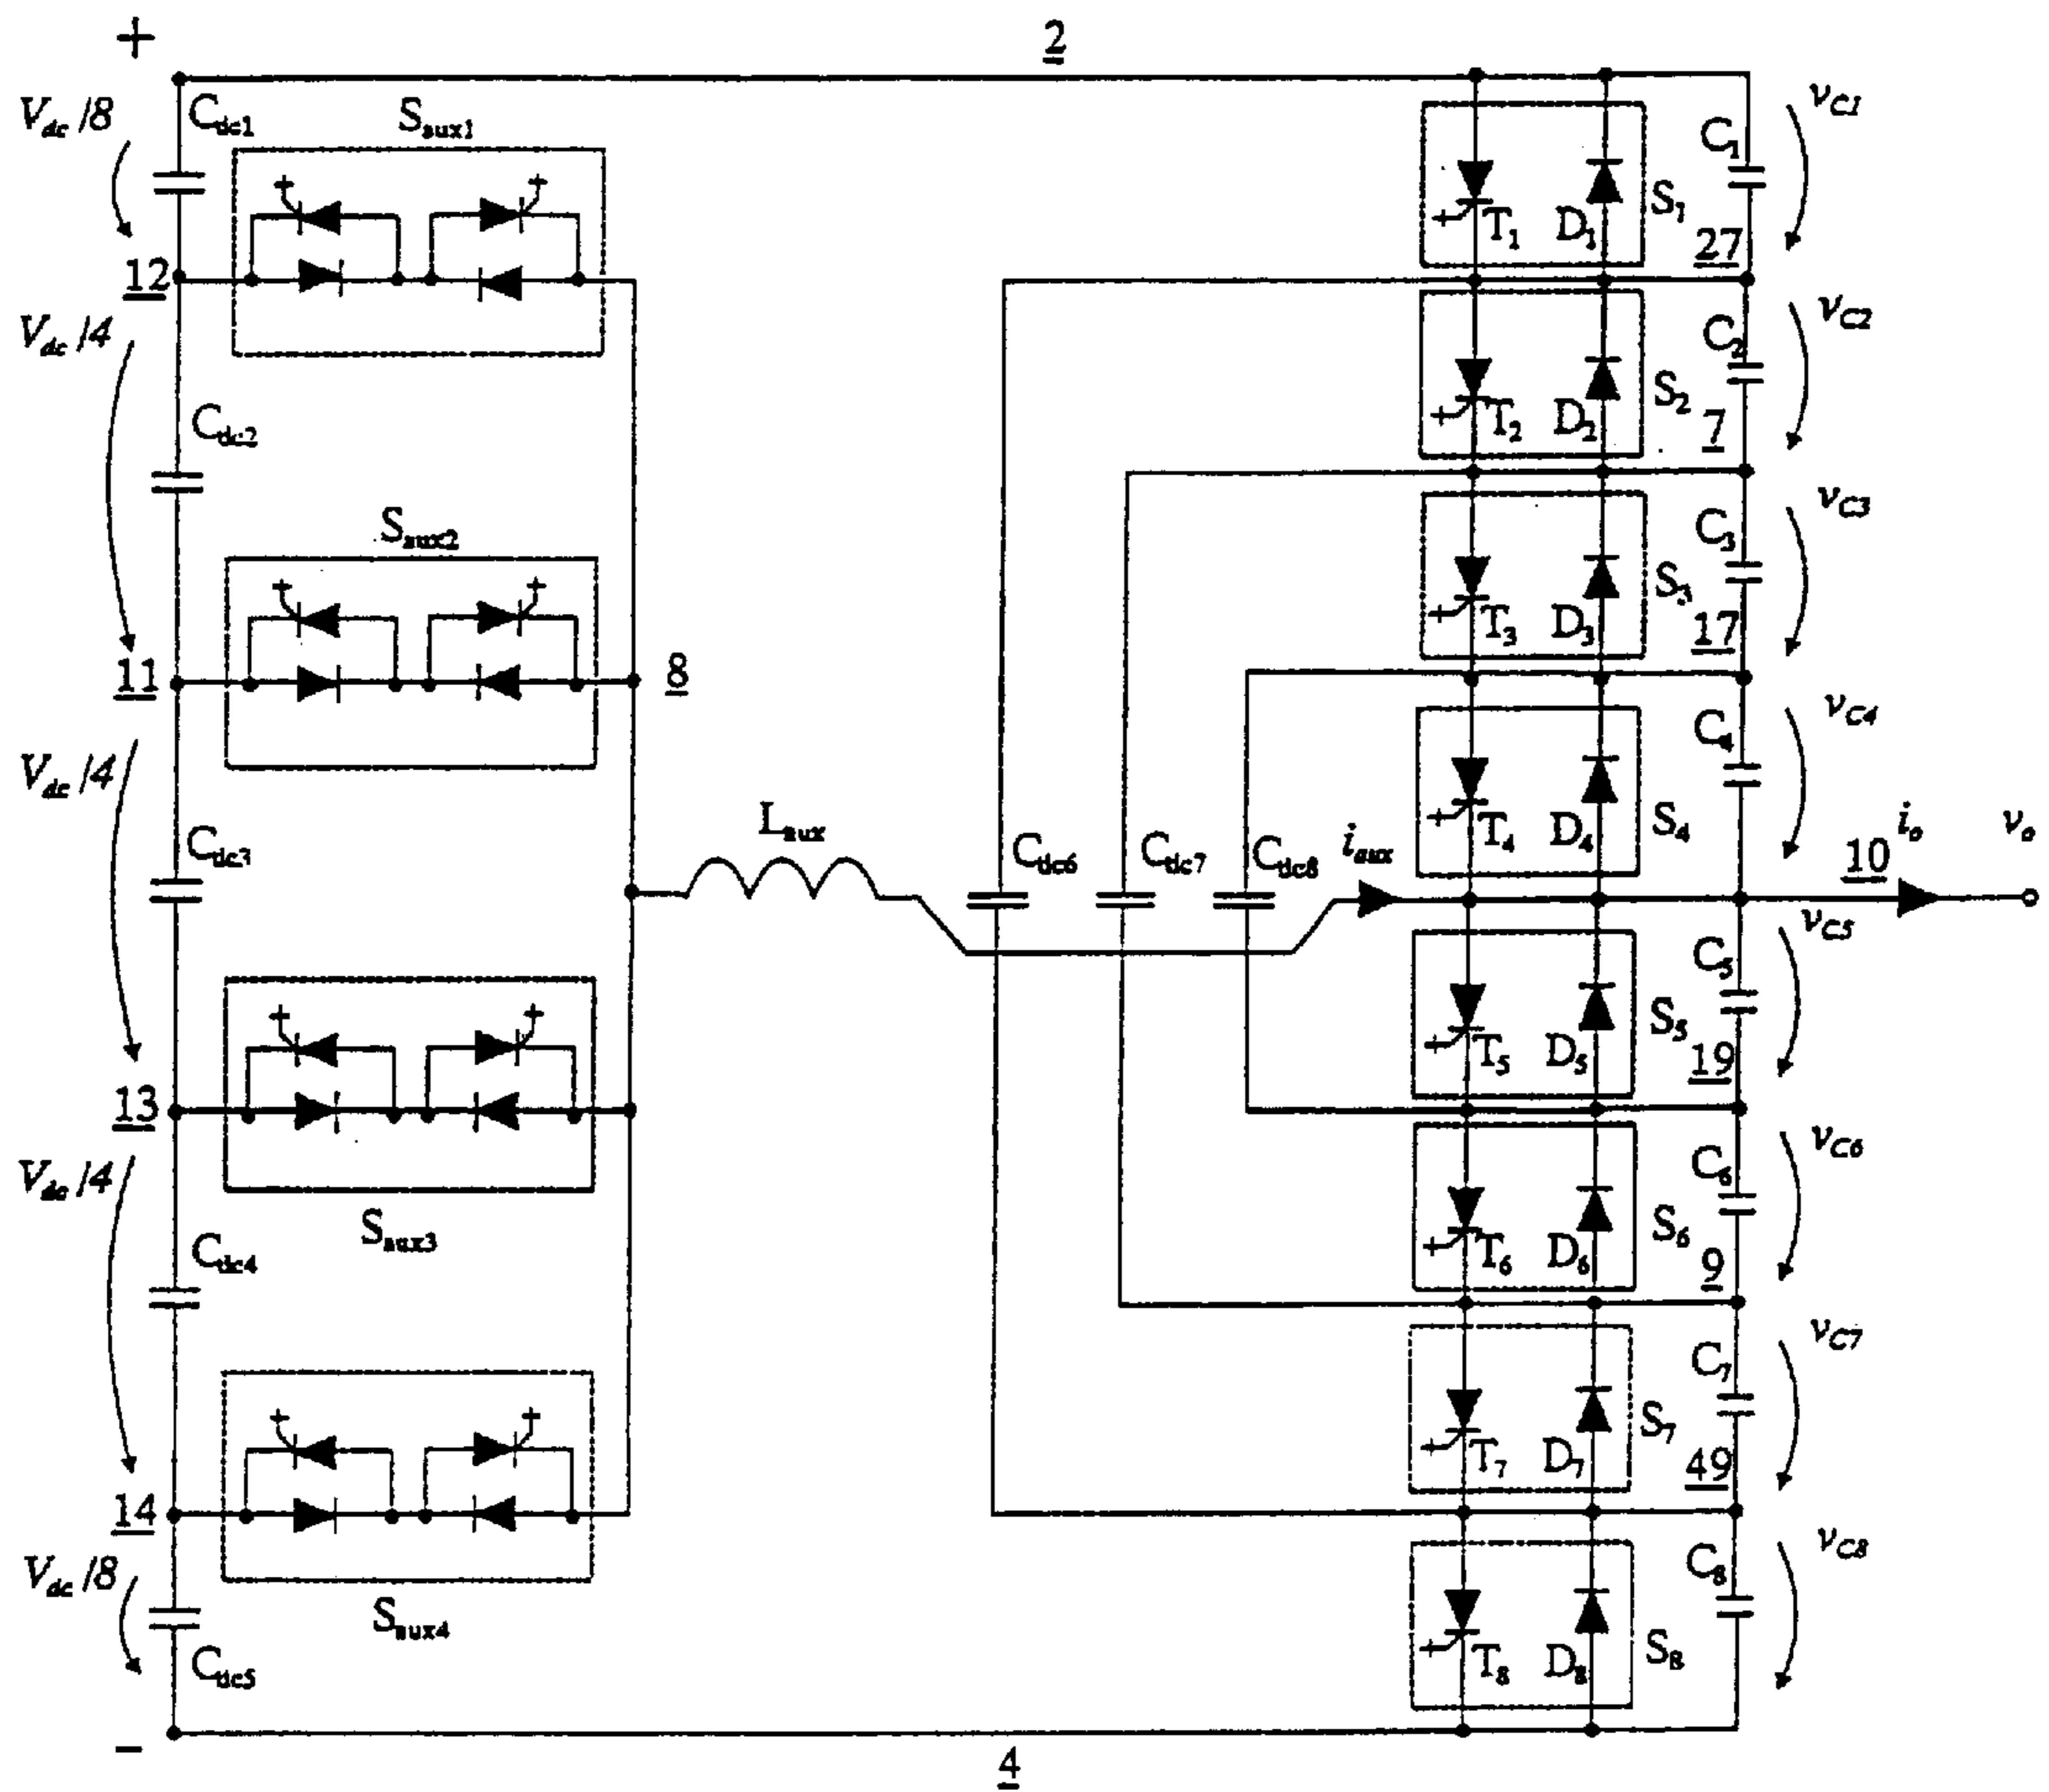 +
2
V_dc/8
C_dc1
S_aux1
v_C1
C_1
S_1
T_1
D_1
27
12
V_dc/4
v_C2
C_2
S_2
T_2
D_2
7
C_dc2
v_C3
C_3
S_3
T_3
D_3
17
S_aux2
11
8
v_C4
C_4
S_4
T_4
D_4
V_dc/4
C_dc3
L_aux
C_dc6
C_dc7
C_dc8
i_aux
10
i_o
v_o
v_C5
C_5
S_5
T_5
D_5
19
13
V_dc/4
S_aux3
C_dc4
v_C6
C_6
S_6
T_6
D_6
9
v_C7
C_7
S_7
T_7
D_7
49
14
V_dc/8
S_aux4
C_dc5
v_C8
C_8
S_8
T_8
D_8
−
4